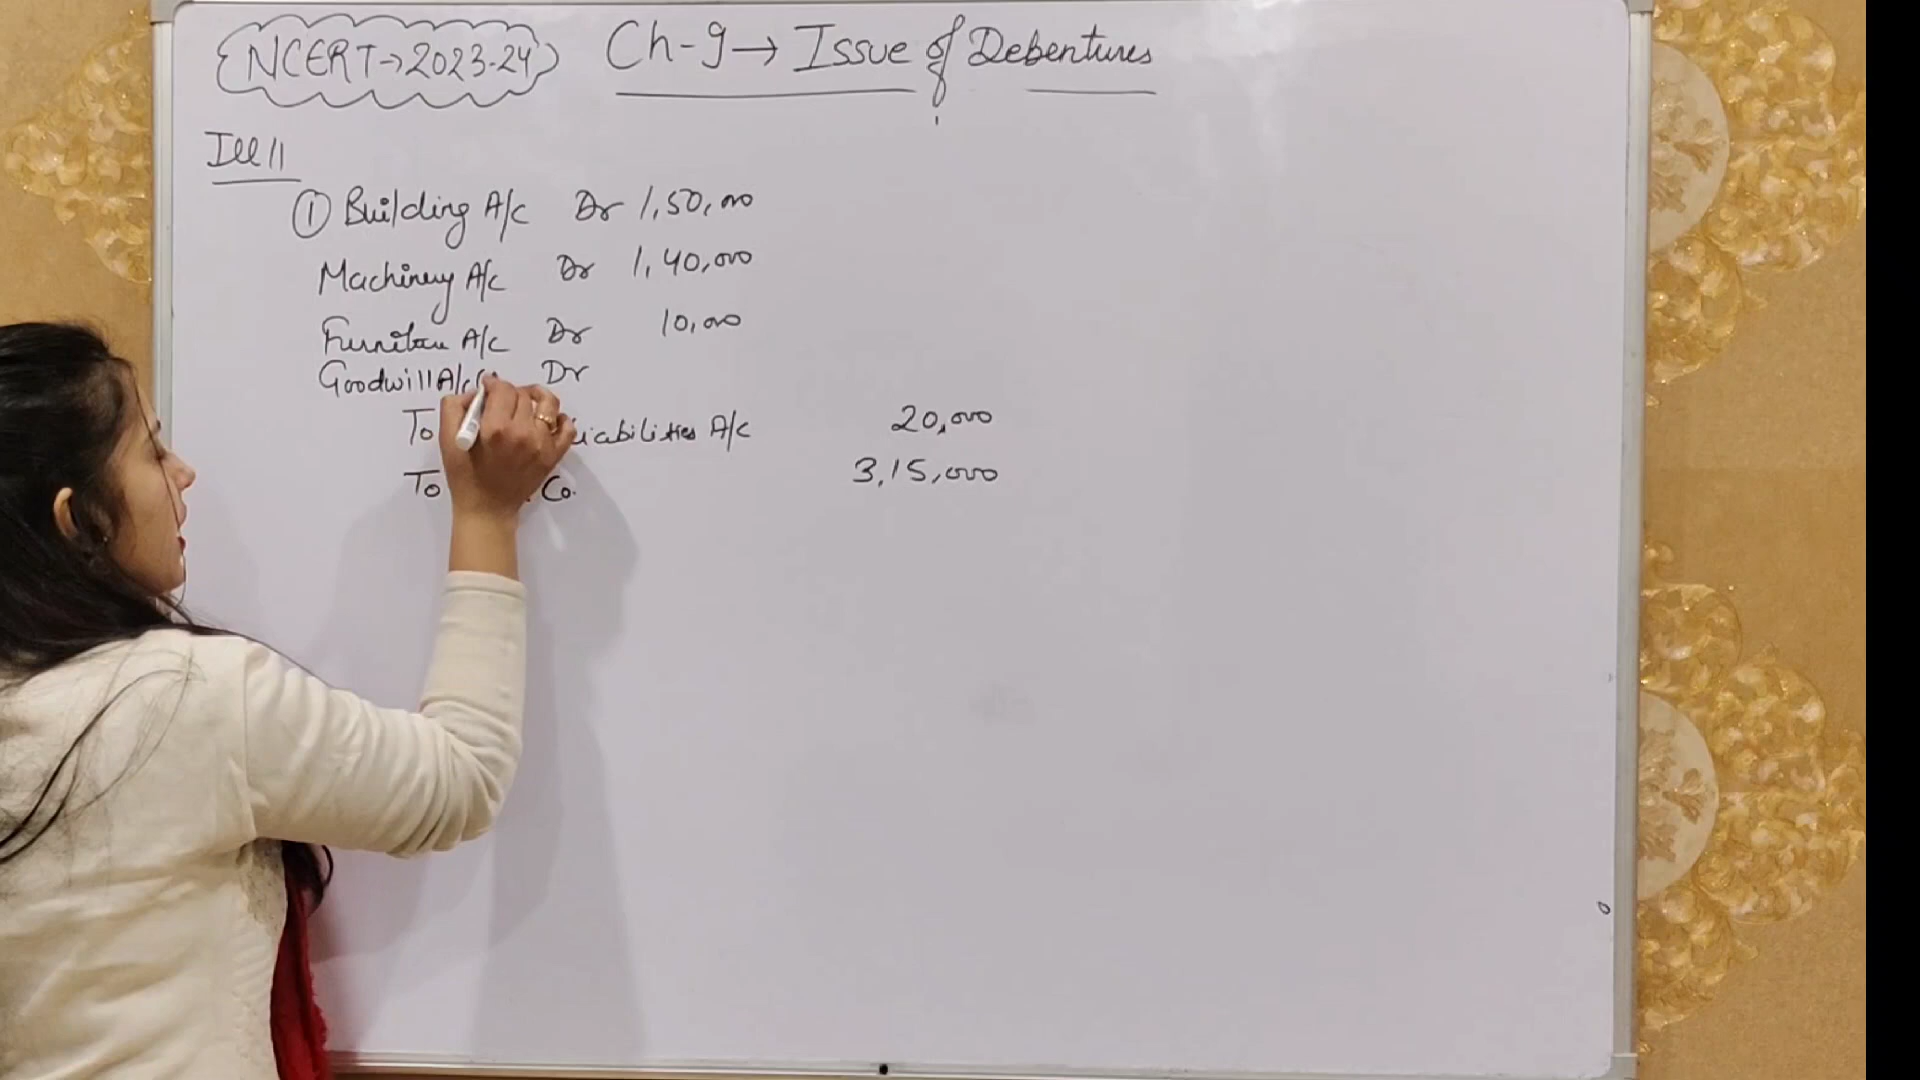 NCERT→2023-24 Ch-9→ Issue of Debentures
Ill 11
① Building A/c Dr 1,50,000
Machinery A/c Dr 1,40,000
Furniture A/c Dr 10,000
Goodwill A/c Dr
To Liabilities A/c 20,000
To Co. 3,15,000